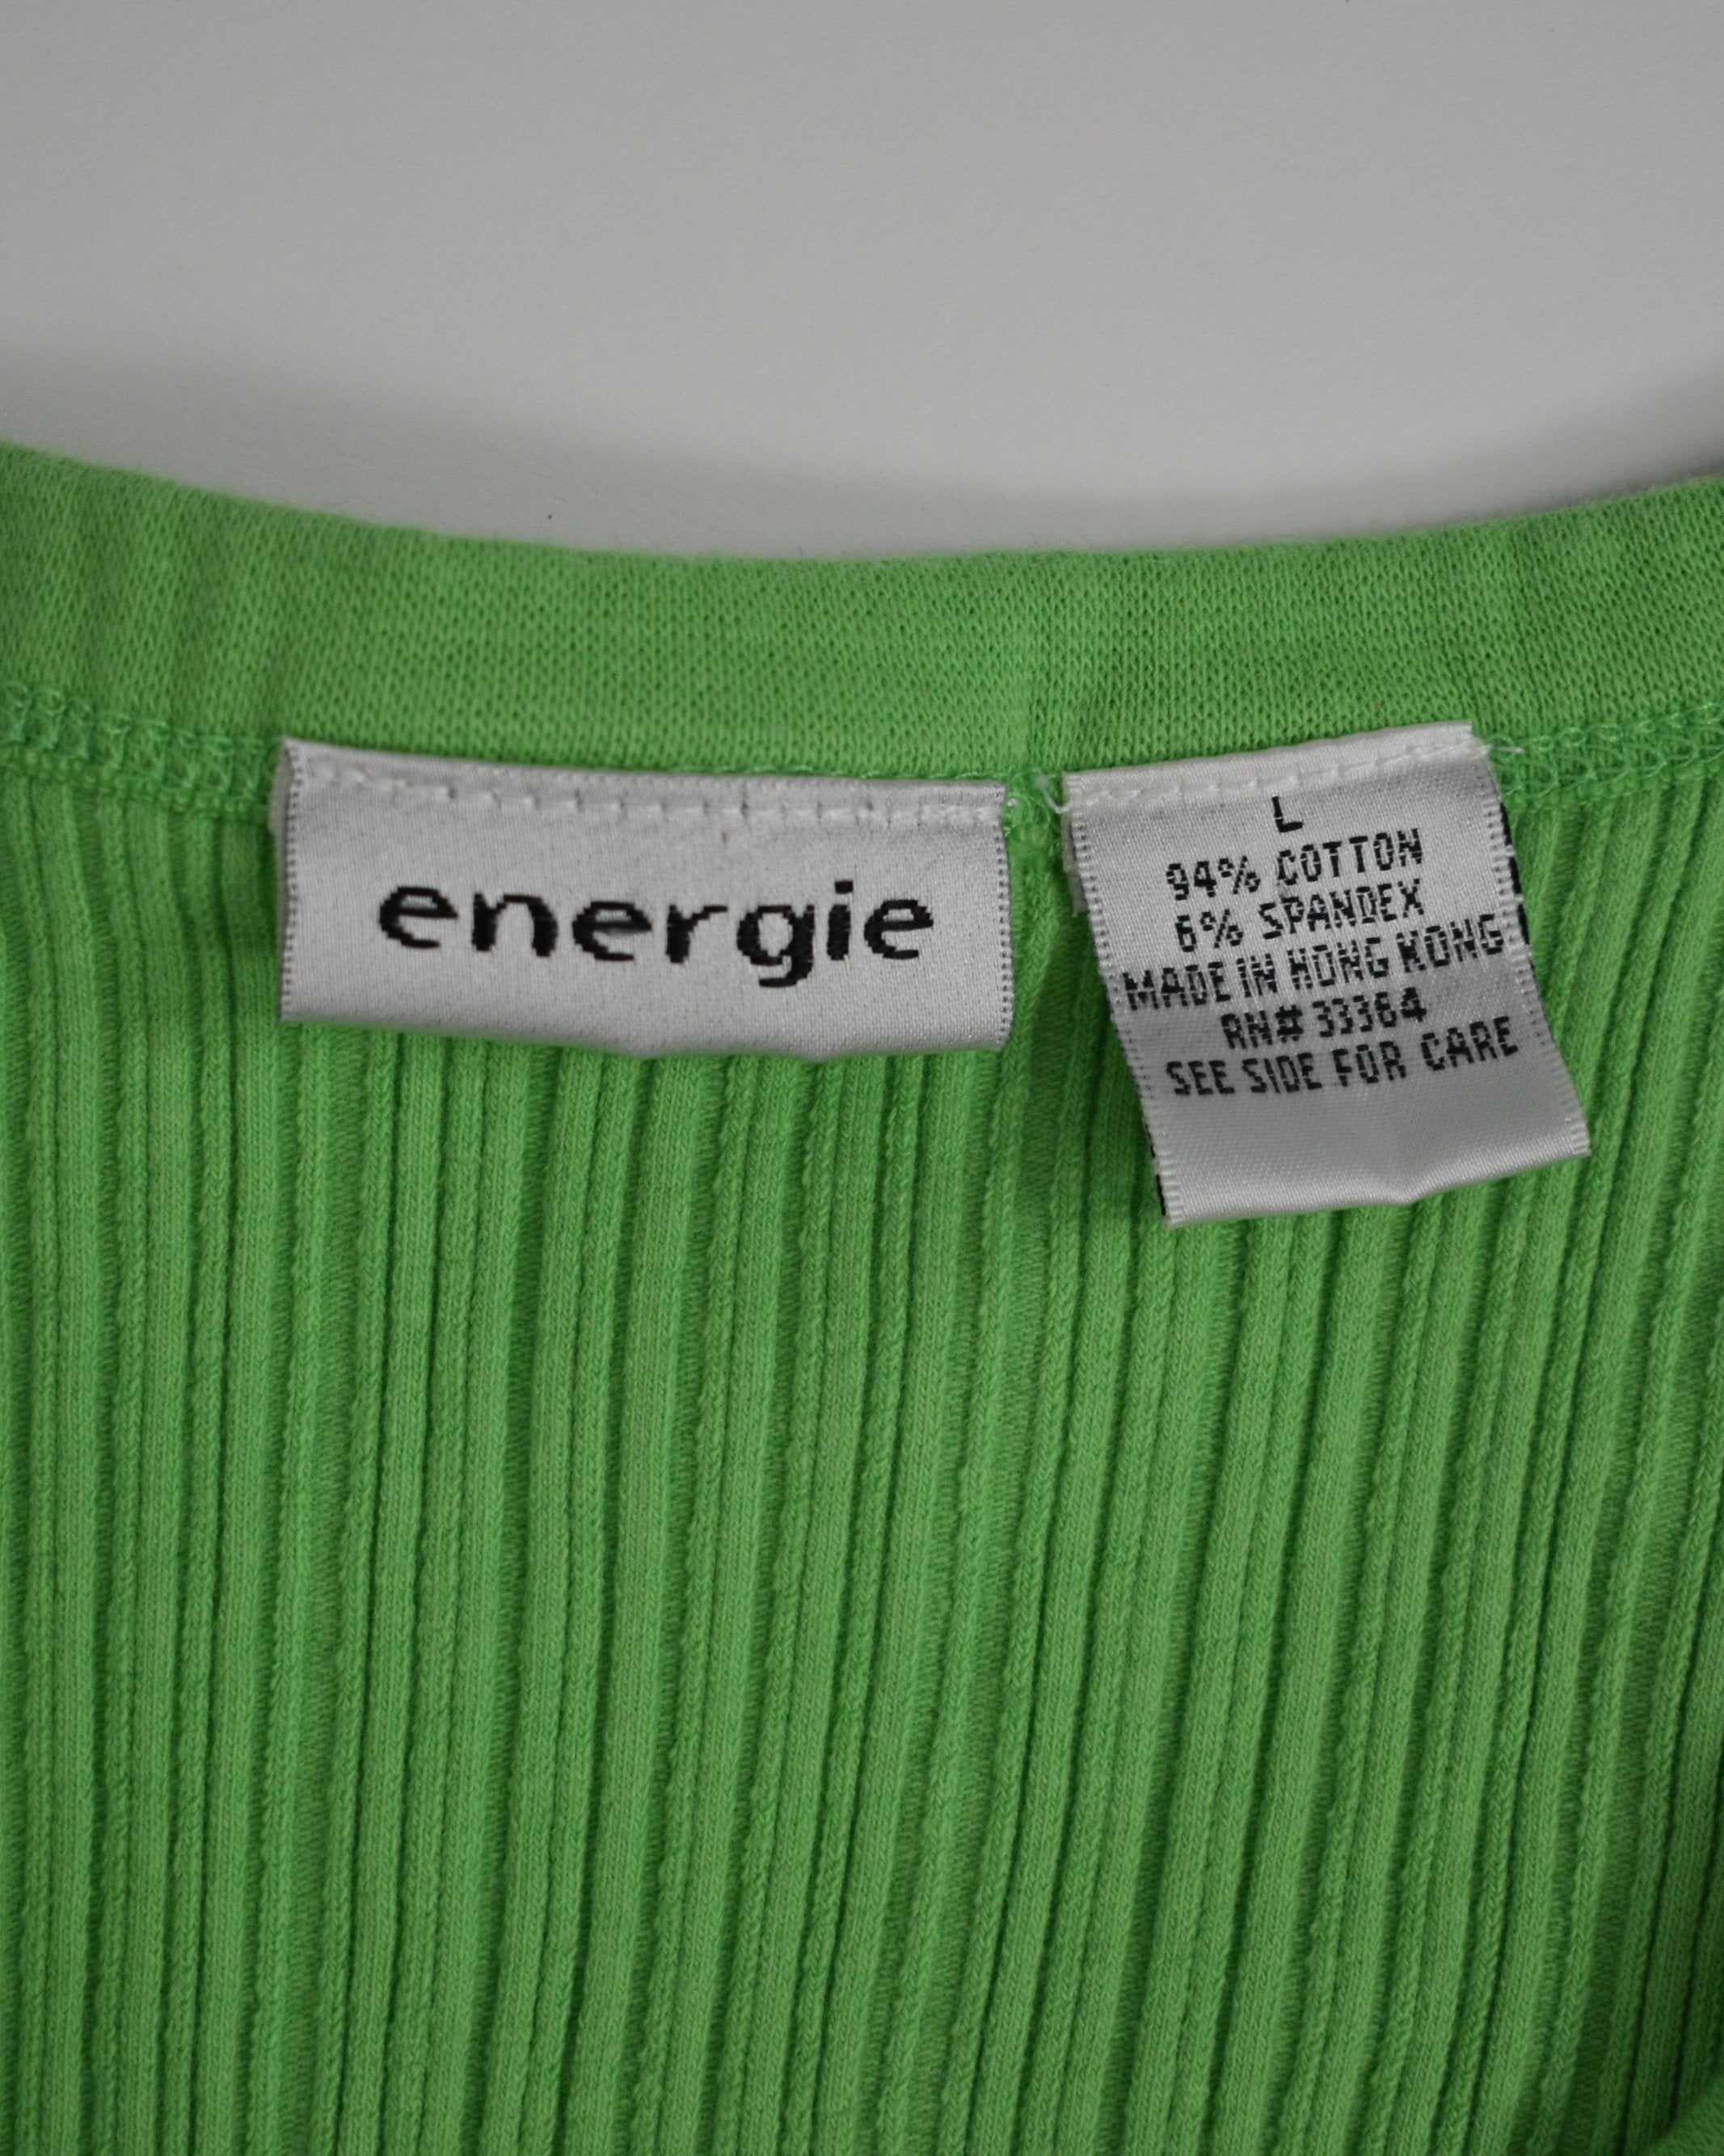 energie
L
94% COTTON
6% SPANDEX
MADE IN HONG KONG
RN# 33364
SEE SIDE FOR CARE